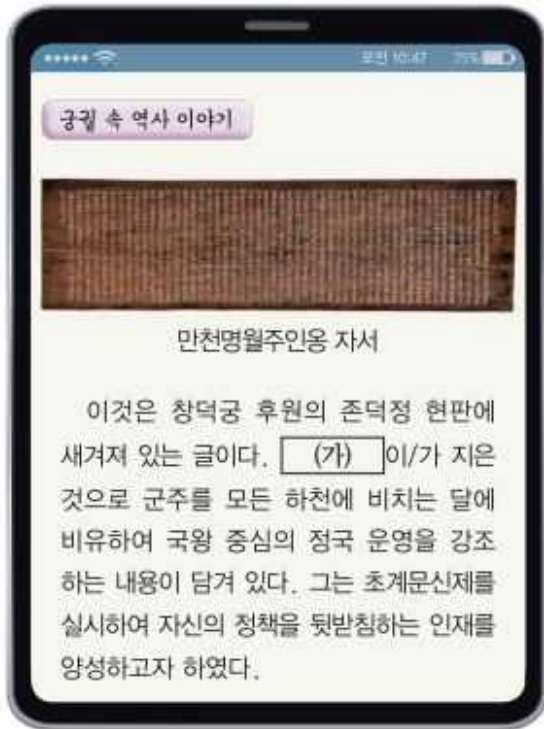 오전 10:47 75%
궁궐 속 역사 이야기
만천명월주인옹 자서
이것은 창덕궁 후원의 존덕정 현판에
새겨져 있는 글이다. (가) 이/가 지은
것으로 군주를 모든 하천에 비치는 달에
비유하여 국왕 중심의 정국 운영을 강조
하는 내용이 담겨 있다. 그는 초계문신제를
실시하여 자신의 정책을 뒷받침하는 인재를
양성하고자 하였다.